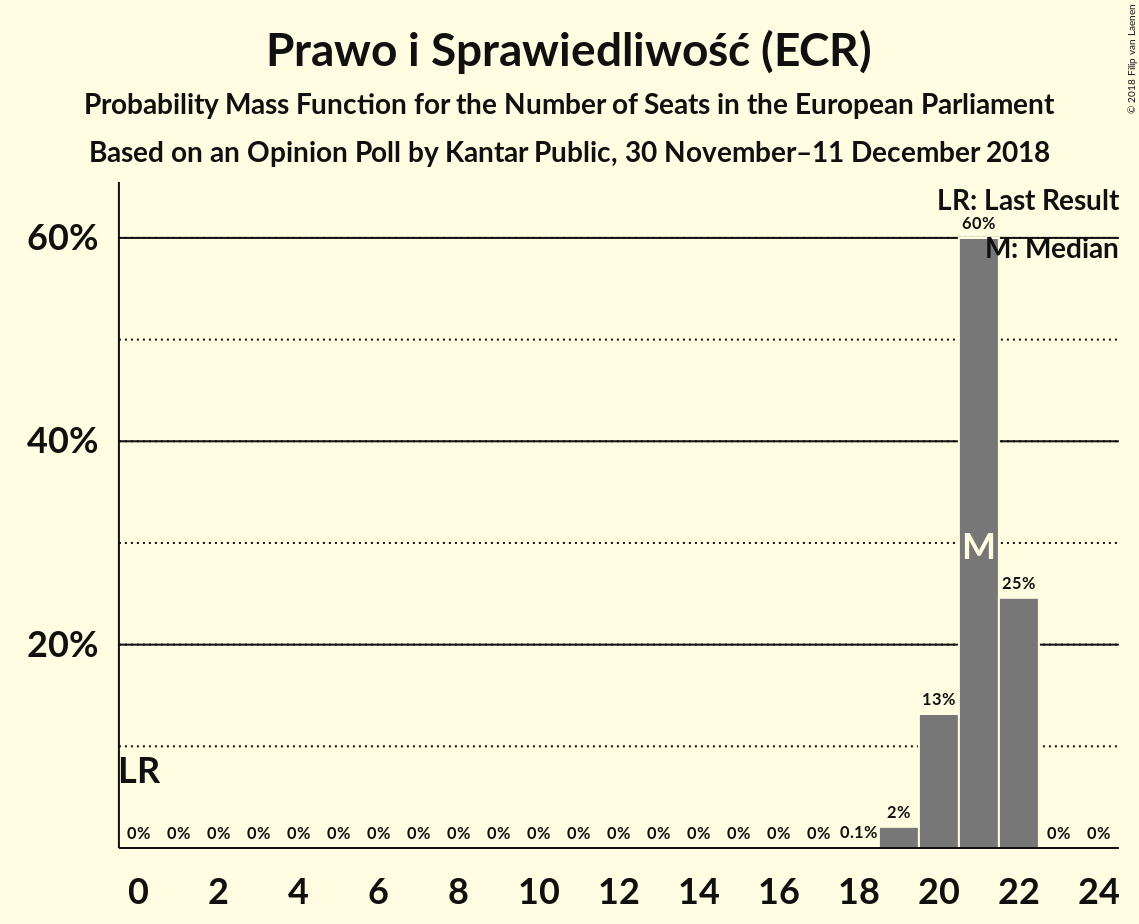 Prawo i Sprawiedliwość (ECR)
Probability Mass Function for the Number of Seats in the European Parliament
Based on an Opinion Poll by Kantar Public, 30 November–11 December 2018
© 2018 Filip van Laenen
LR: Last Result
M: Median
60%
40%
20%
60%
M
25%
13%
2%
LR
0% 0% 0% 0% 0% 0% 0% 0% 0% 0% 0% 0% 0% 0% 0% 0% 0% 0% 0.1% 0% 0%
0 2 4 6 8 10 12 14 16 18 20 22 24